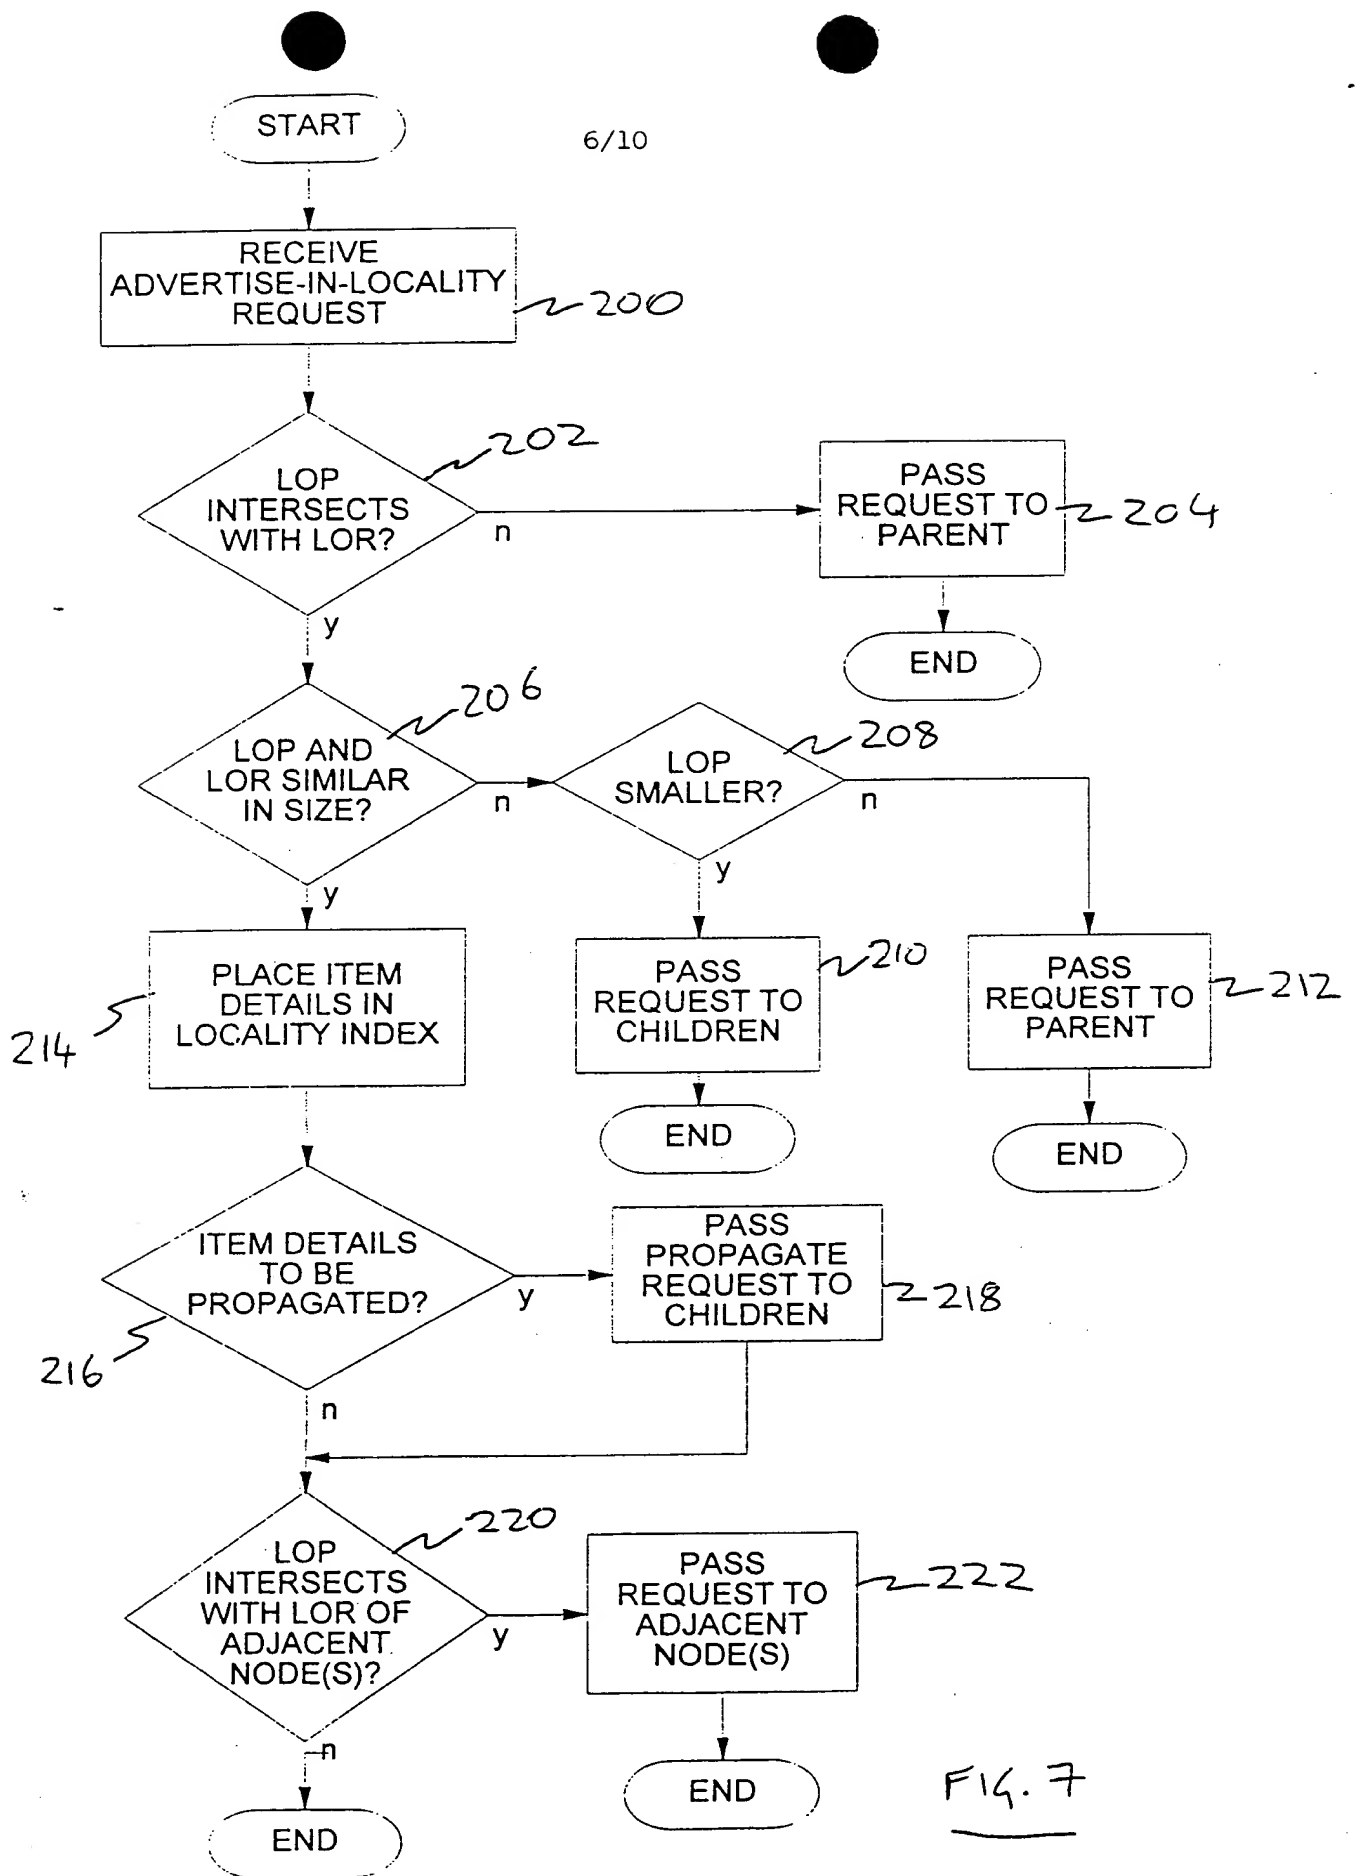 START
6/10
RECEIVE
ADVERTISE-IN-LOCALITY
REQUEST
200
202
LOP
INTERSECTS
WITH LOR?
n
PASS
REQUEST TO
PARENT
204
y
END
206
LOP AND
LOR SIMILAR
IN SIZE?
n
208
LOP
SMALLER?
n
y
y
PLACE ITEM
DETAILS IN
LOCALITY INDEX
214
PASS
REQUEST TO
CHILDREN
210
PASS
REQUEST TO
PARENT
212
END
END
ITEM DETAILS
TO BE
PROPAGATED?
y
216
PASS
PROPAGATE
REQUEST TO
CHILDREN
218
n
220
LOP
INTERSECTS
WITH LOR OF
ADJACENT
NODE(S)?
y
PASS
REQUEST TO
ADJACENT
NODE(S)
222
n
END
END
FIG. 7